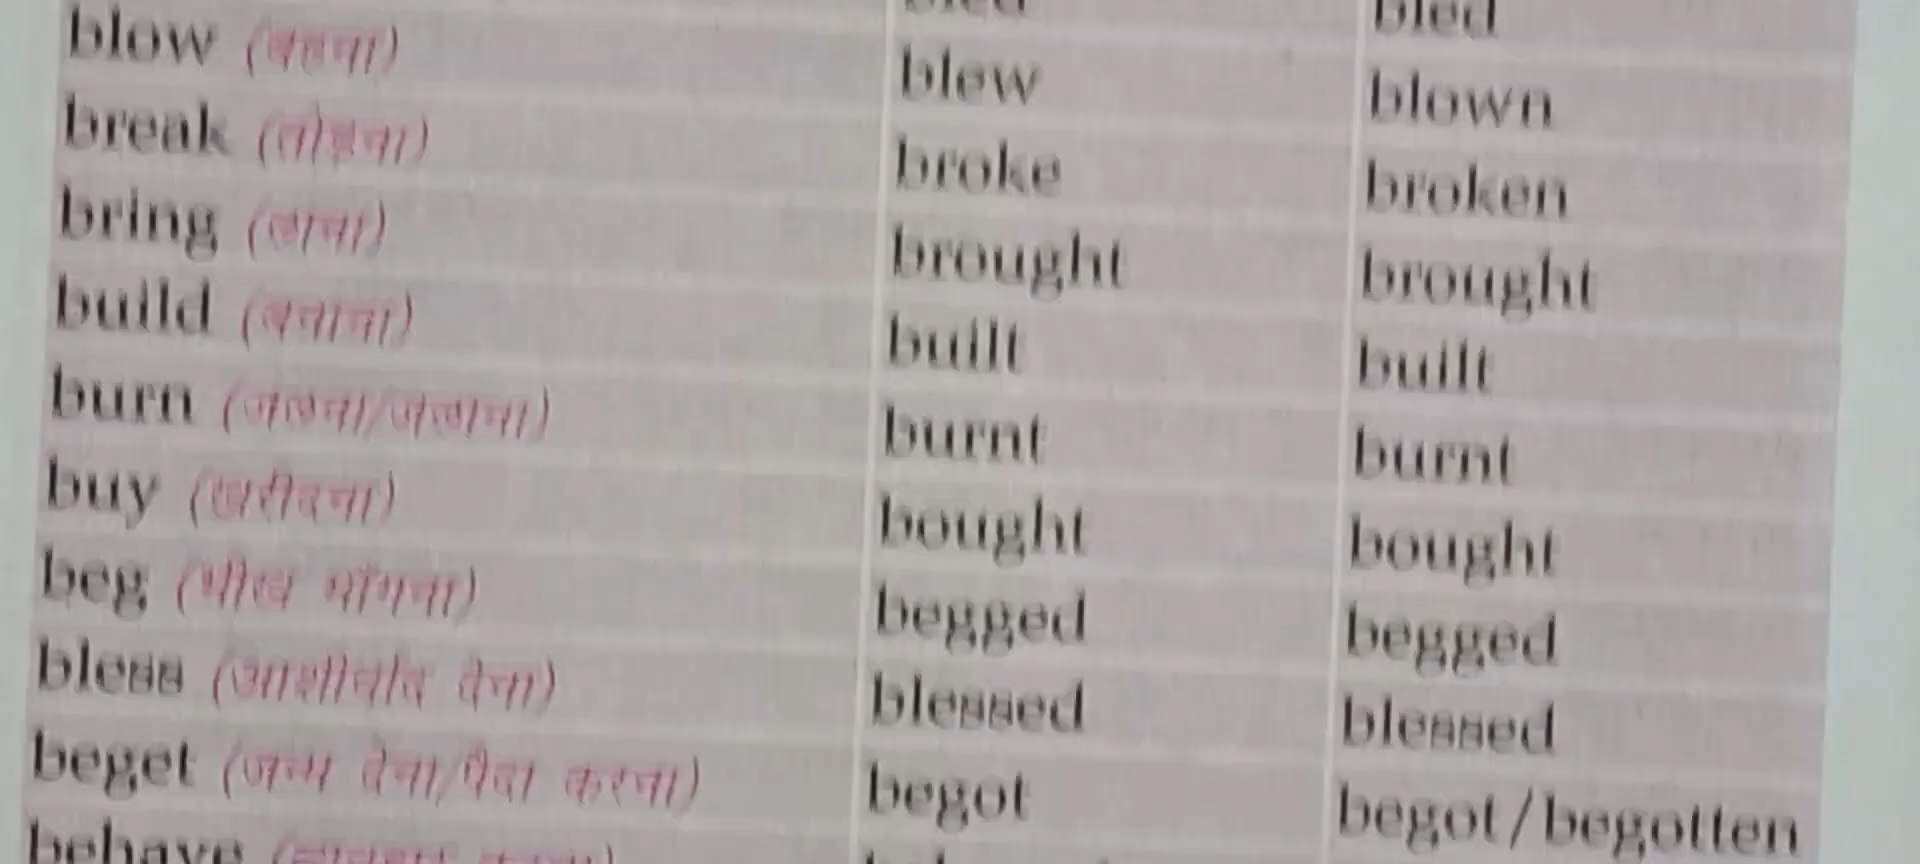 bled bled
blow (बहना) blew blown
break (तोड़ना) broke broken
bring (लाना) brought brought
build (बनाना) built built
burn (जलना/जलाना) burnt burnt
buy (खरीदना) bought bought
beg (भीख माँगना) begged begged
bless (आशीर्वाद देना) blessed blessed
beget (जन्म देना/पैदा करना) begot begot/begotten
behave